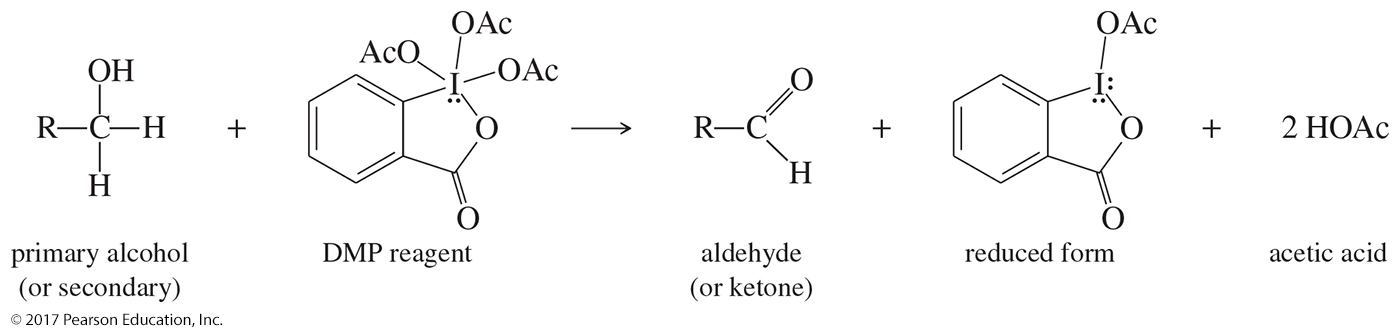 OH
R—C—H
H
+
AcO
OAc
OAc
I
O
O
R—C
O
H
+
OAc
I
O
O
+
2 HOAc
primary alcohol
(or secondary)
DMP reagent
aldehyde
(or ketone)
reduced form
acetic acid
© 2017 Pearson Education, Inc.